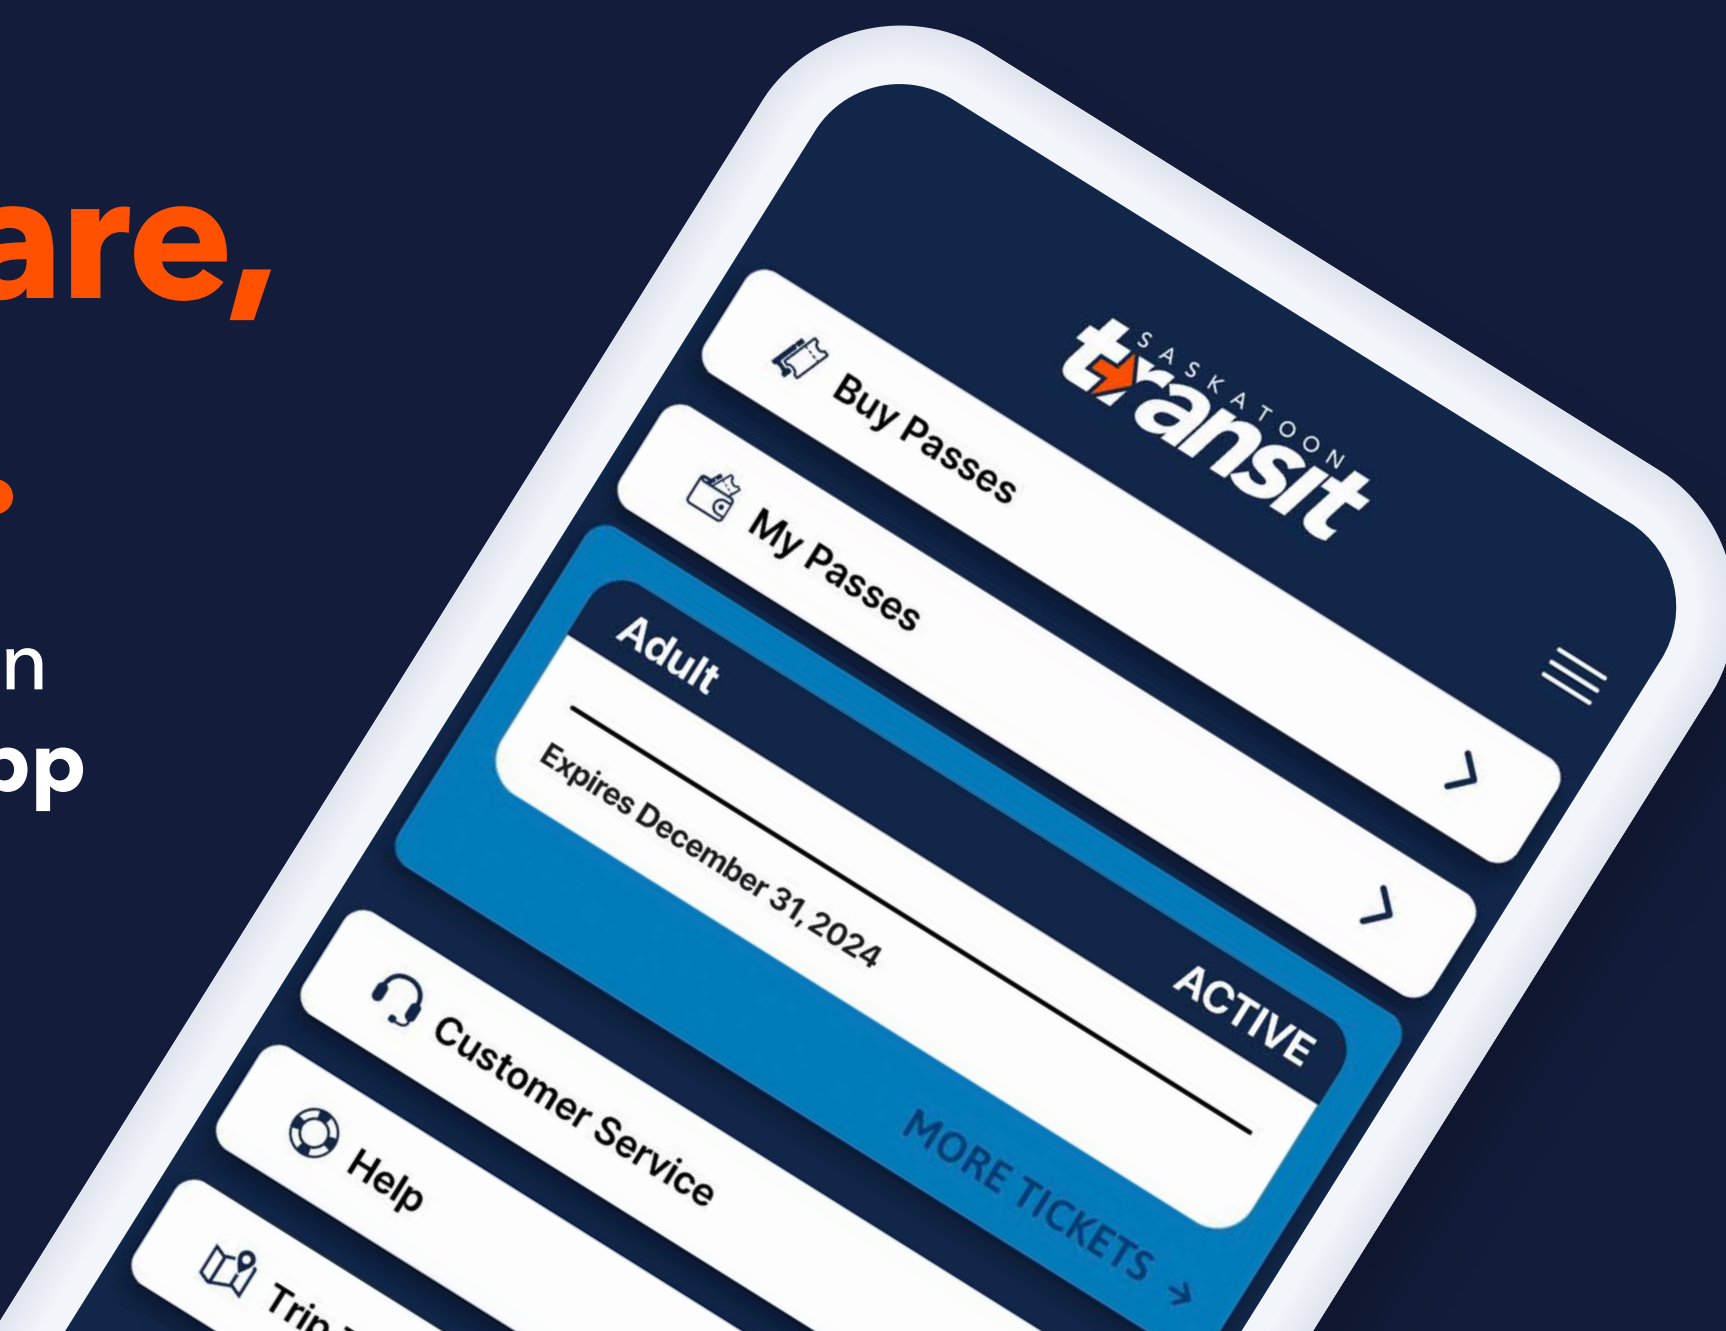 are,
.
n
pp
SASKATOON
transit
Buy Passes
My Passes
Adult
ACTIVE
Expires December 31, 2024
MORE TICKETS →
Customer Service
Help
Trip